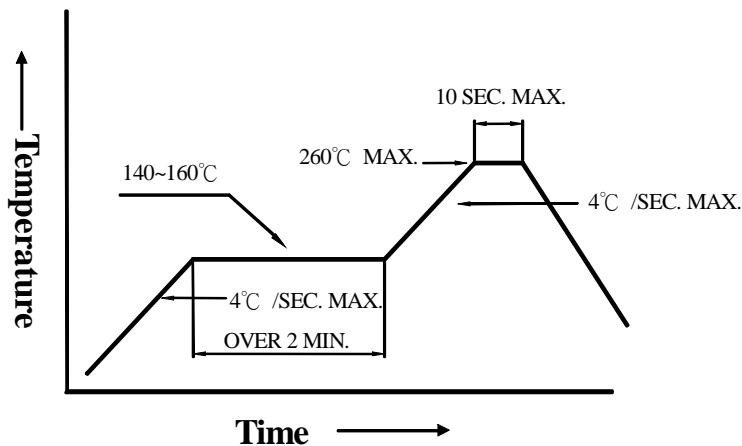 10 SEC. MAX.
260℃ MAX.
140~160℃
4℃ /SEC. MAX.
4℃ /SEC. MAX.
OVER 2 MIN.
Temperature
Time